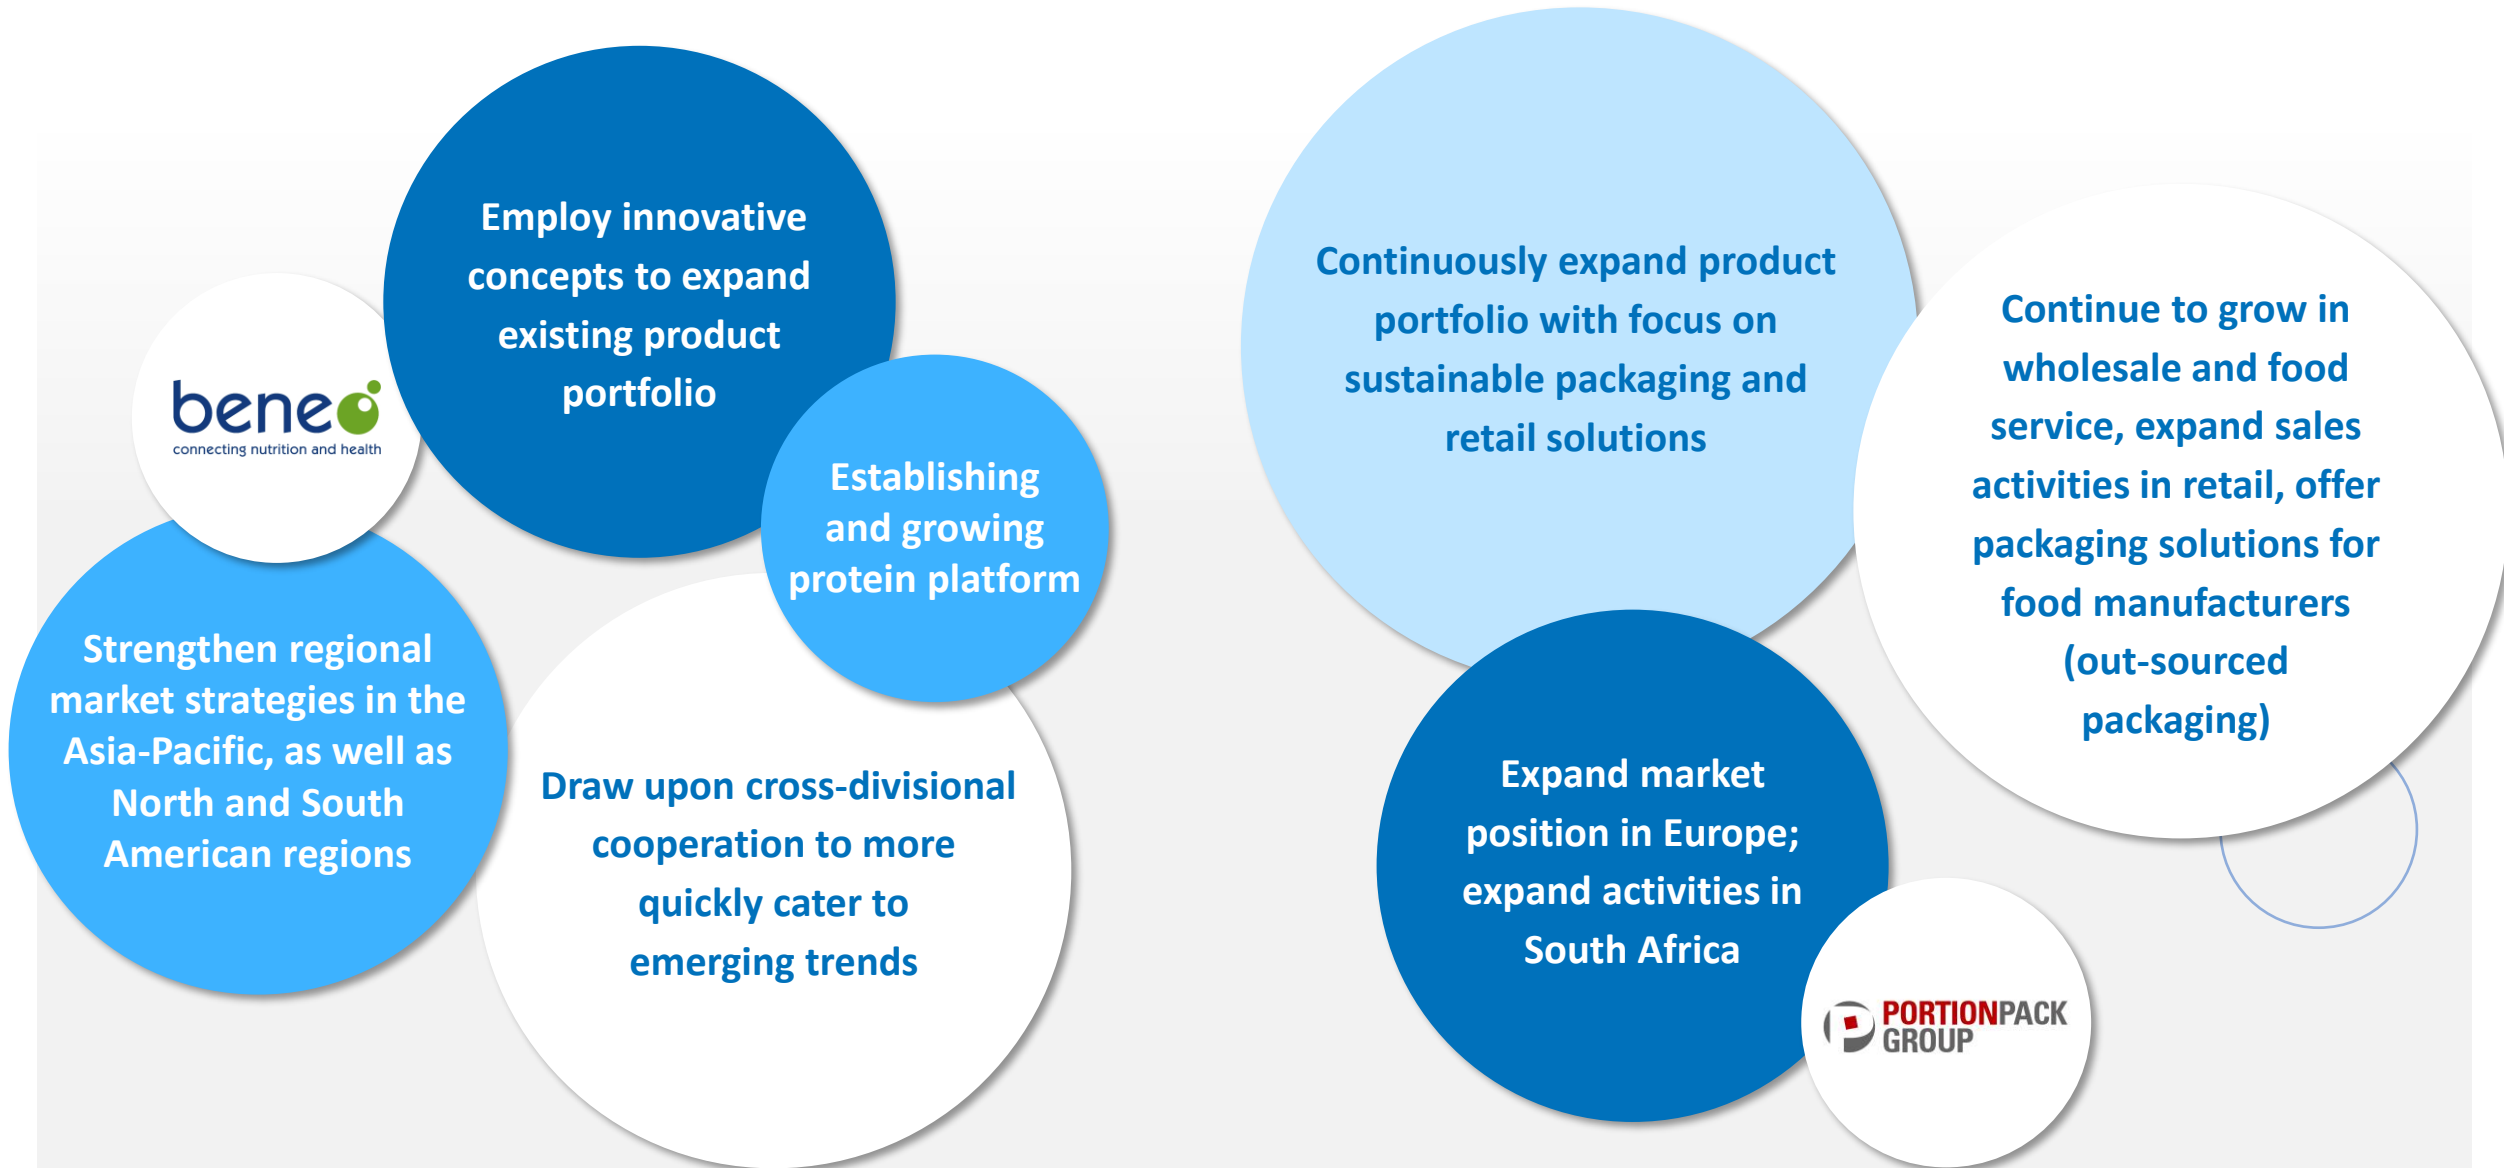 Employ innovative
concepts to expand
existing product
portfolio
beneo
connecting nutrition and health
Establishing
and growing
protein platform
Strengthen regional
market strategies in the
Asia-Pacific, as well as
North and South
American regions
Draw upon cross-divisional
cooperation to more
quickly cater to
emerging trends
Continuously expand product
portfolio with focus on
sustainable packaging and
retail solutions
Continue to grow in
wholesale and food
service, expand sales
activities in retail, offer
packaging solutions for
food manufacturers
(out-sourced
packaging)
Expand market
position in Europe;
expand activities in
South Africa
PORTIONPACK
GROUP